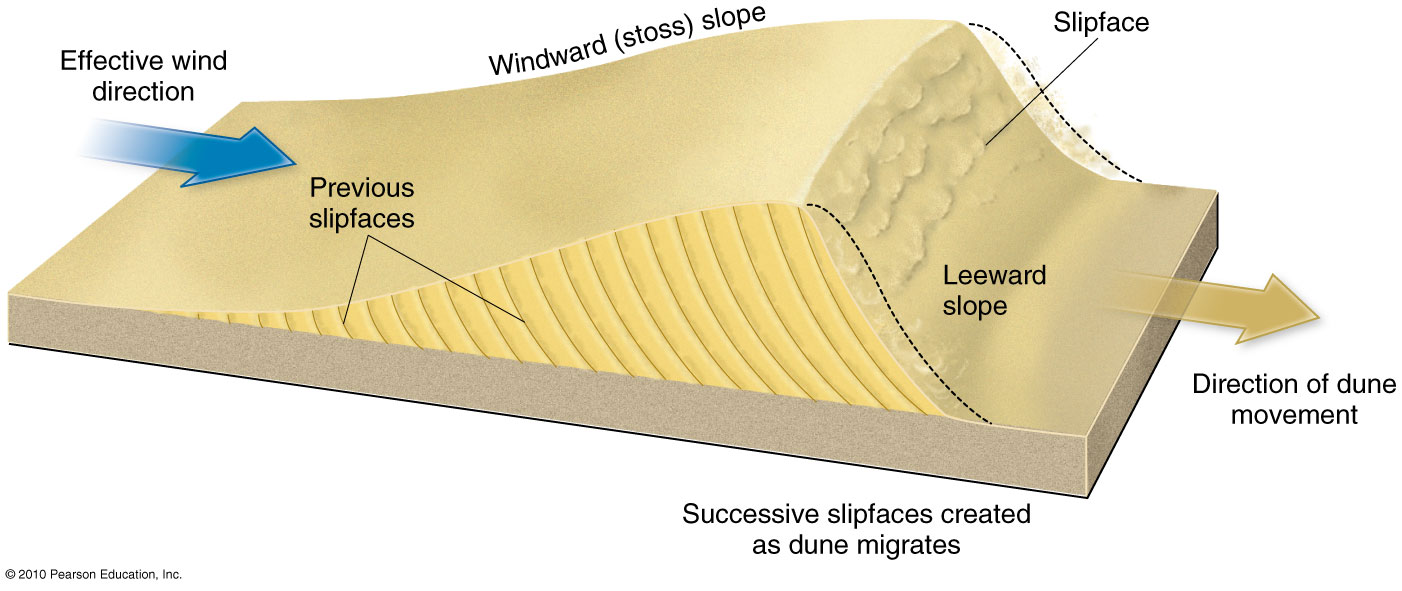 Effective wind
direction
Windward (stoss) slope
Slipface
Previous
slipfaces
Leeward
slope
Direction of dune
movement
Successive slipfaces created
as dune migrates
© 2010 Pearson Education, Inc.